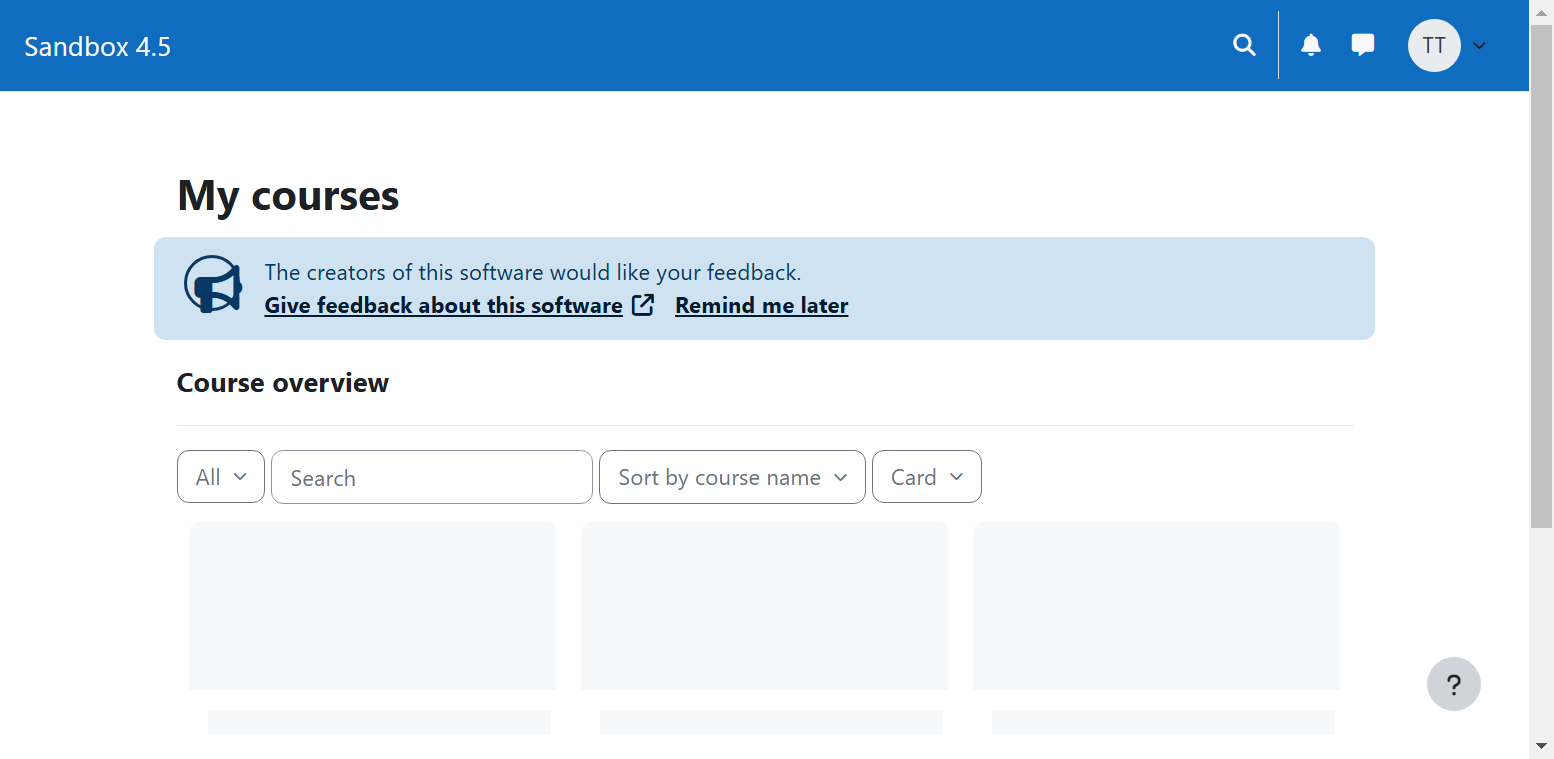 Sandbox 4.5
TT
My courses
The creators of this software would like your feedback.
Give feedback about this software Remind me later
Course overview
All Search Sort by course name Card
?